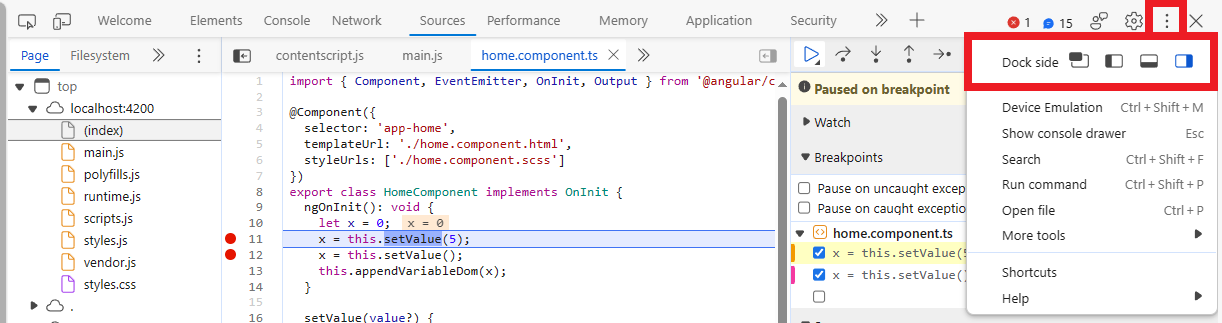 Welcome Elements Console Network Sources Performance Memory Application Security 1 15
Page Filesystem contentscript.js main.js home.component.ts
top
localhost:4200
(index)
main.js
polyfills.js
runtime.js
scripts.js
styles.js
vendor.js
styles.css
.
1 import { Component, EventEmitter, OnInit, Output } from '@angular/c
2
3 @Component({
4 selector: 'app-home',
5 templateUrl: './home.component.html',
6 styleUrls: ['./home.component.scss']
7 })
8 export class HomeComponent implements OnInit {
9 ngOnInit(): void {
10 let x = 0; x = 0
11 x = this.setValue(5);
12 x = this.setValue();
13 this.appendVariableDom(x);
14 }
15
16 setValue(value?) {
Paused on breakpoint
Watch
Breakpoints
Pause on uncaught excep
Pause on caught exceptio
home.component.ts
x = this.setValue(5
x = this.setValue()
Dock side
Device Emulation Ctrl + Shift + M
Show console drawer Esc
Search Ctrl + Shift + F
Run command Ctrl + Shift + P
Open file Ctrl + P
More tools
Shortcuts
Help